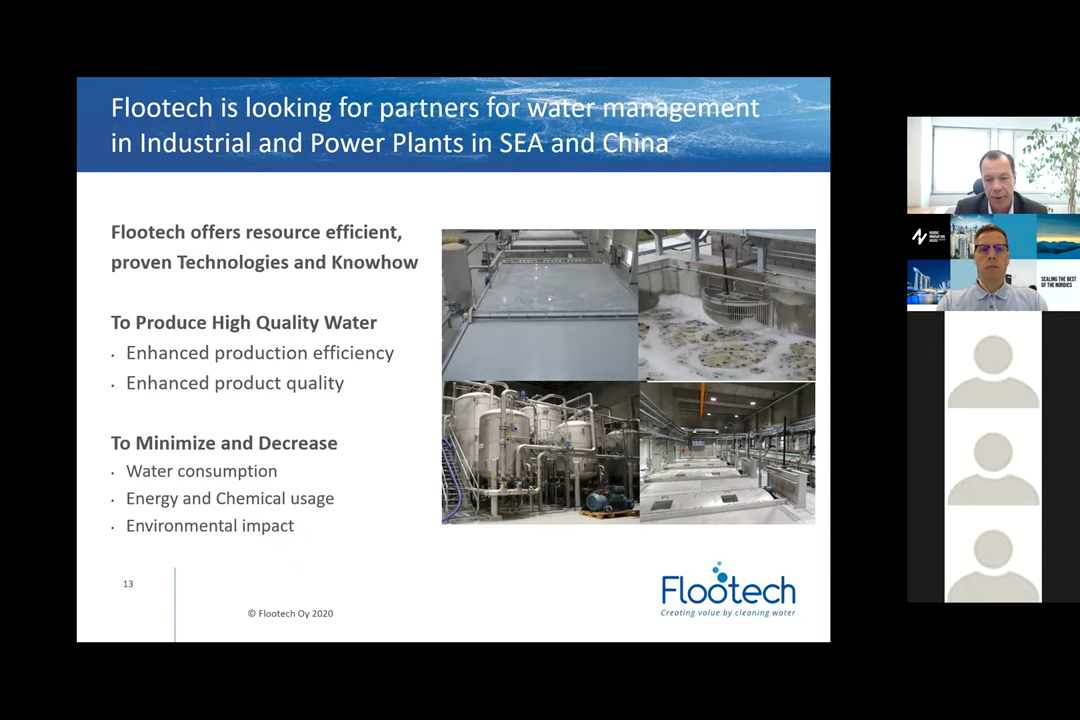 Flootech is looking for partners for water management
in Industrial and Power Plants in SEA and China
Flootech offers resource efficient,
proven Technologies and Knowhow
To Produce High Quality Water
· Enhanced production efficiency
· Enhanced product quality
To Minimize and Decrease
· Water consumption
· Energy and Chemical usage
· Environmental impact
13
© Flootech Oy 2020
Flootech
Creating value by cleaning water
NORDIC
INNOVATION
HOUSE
SCALING THE BEST
OF THE NORDICS